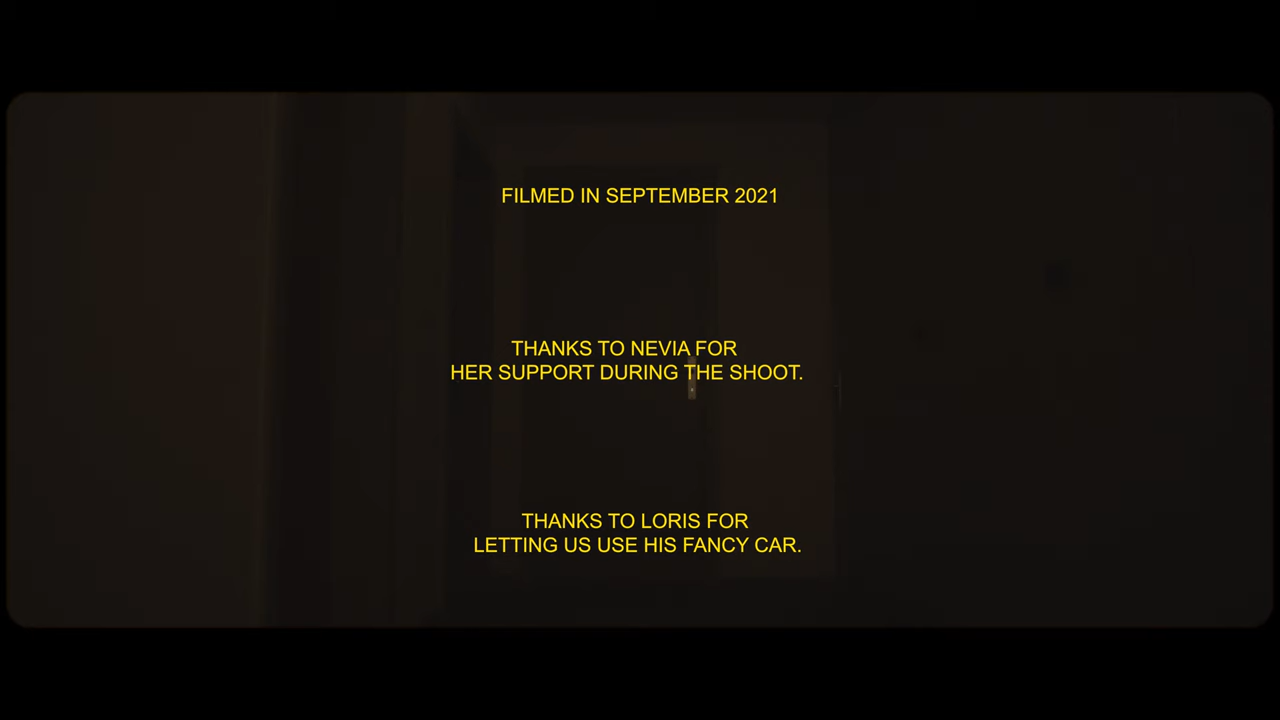 FILMED IN SEPTEMBER 2021
THANKS TO NEVIA FOR
HER SUPPORT DURING THE SHOOT.
THANKS TO LORIS FOR
LETTING US USE HIS FANCY CAR.